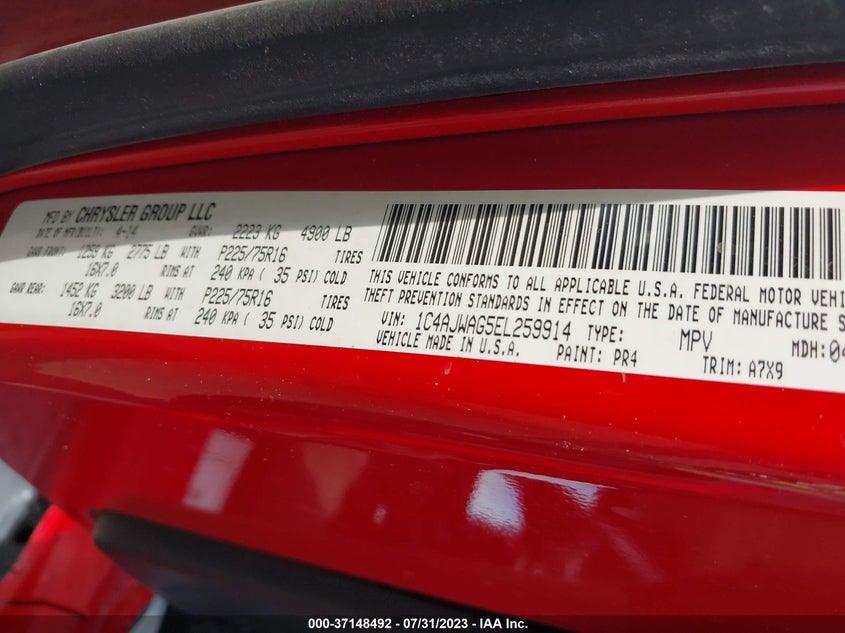 MFD BY CHRYSLER GROUP LLC
DATE OF MFR/BUILT: 4-14 GVWR: 2223 KG 4900 LB
GAWR FRONT: 1259 KG 2775 LB WITH P225/75R16 TIRES
16X7.0 RIMS AT 240 KPA ( 35 PSI) COLD
GAWR REAR: 1452 KG 3200 LB WITH P225/75R16 TIRES
16X7.0 RIMS AT 240 KPA ( 35 PSI) COLD
THIS VEHICLE CONFORMS TO ALL APPLICABLE U.S.A. FEDERAL MOTOR VEHI
THEFT PREVENTION STANDARDS IN EFFECT ON THE DATE OF MANUFACTURE S
VIN: 1C4AJWAG5EL259914 TYPE: MPV MDH:04
VEHICLE MADE IN U.S.A. PAINT: PR4 TRIM: A7X9
000-37148492 - 07/31/2023 - © IAA, Inc.